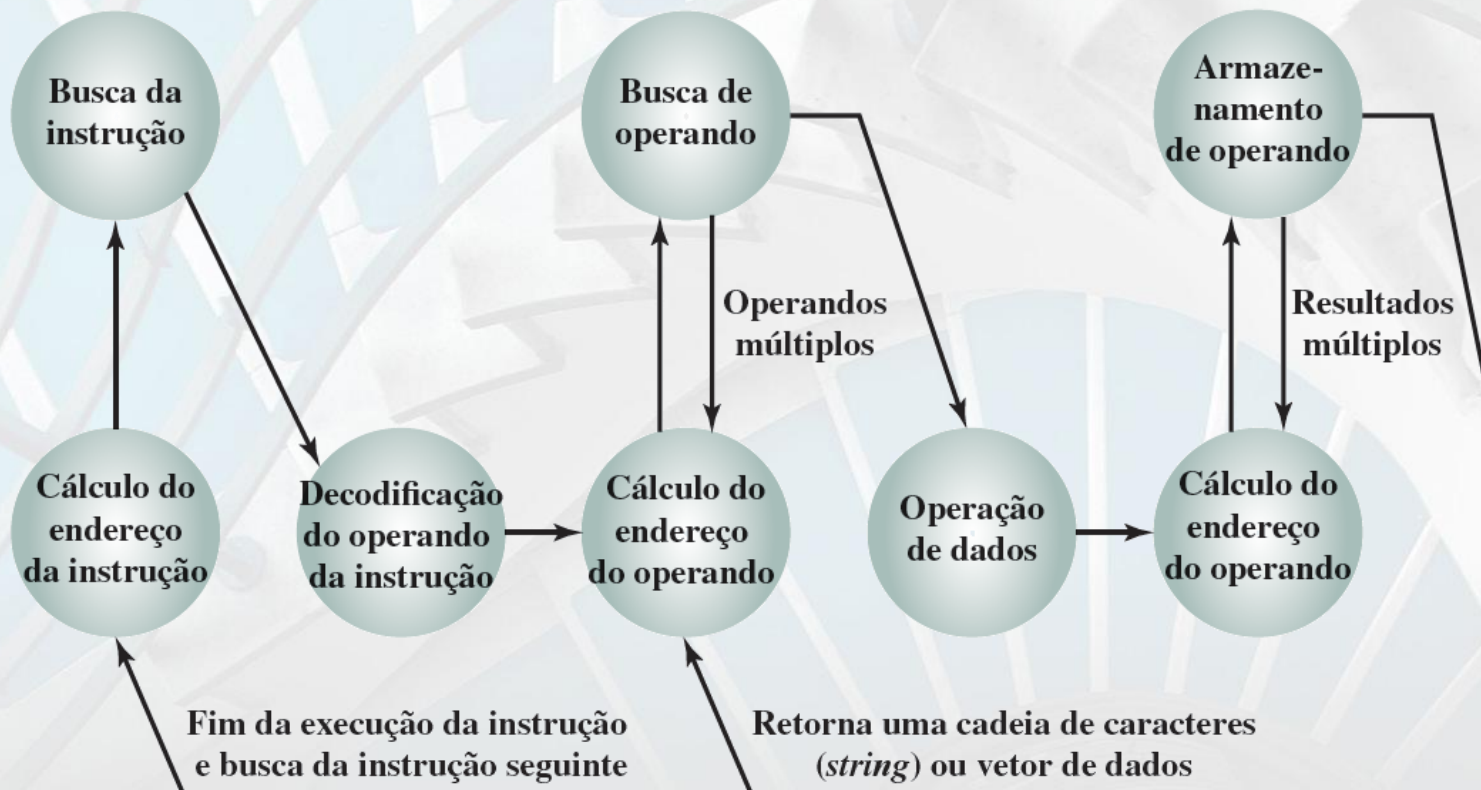 Busca da
instrução
Busca de
operando
Armaze-
namento
de operando
Operandos
múltiplos
Resultados
múltiplos
Cálculo do
endereço
da instrução
Decodificação
do operando
da instrução
Cálculo do
endereço
do operando
Operação
de dados
Cálculo do
endereço
do operando
Fim da execução da instrução
e busca da instrução seguinte
Retorna uma cadeia de caracteres
(string) ou vetor de dados